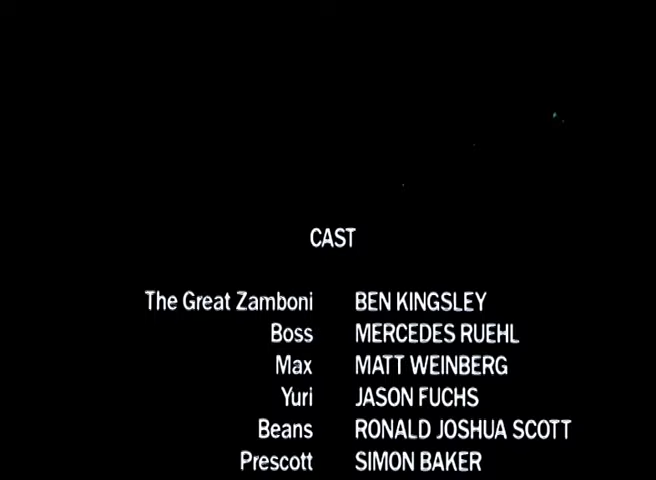 CAST
The Great Zamboni BEN KINGSLEY
Boss MERCEDES RUEHL
Max MATT WEINBERG
Yuri JASON FUCHS
Beans RONALD JOSHUA SCOTT
Prescott SIMON BAKER